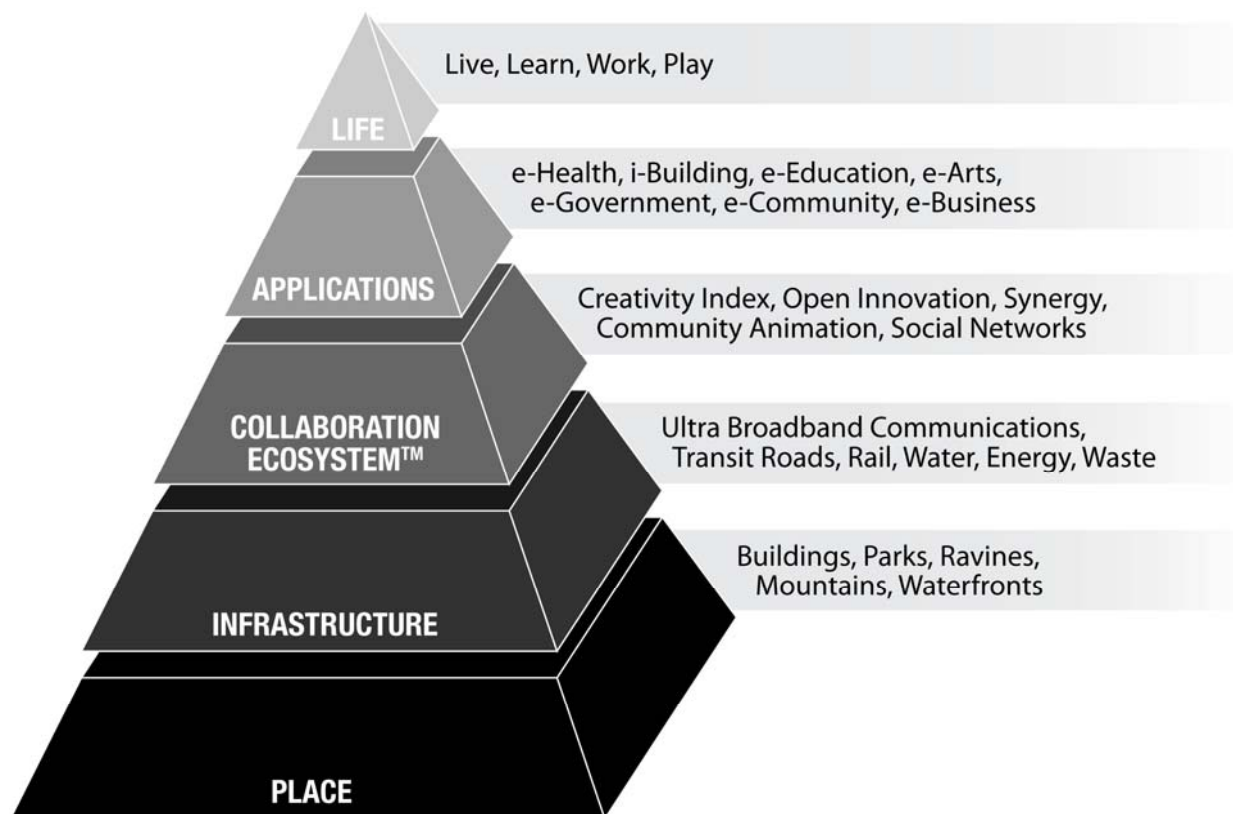 LIFE
Live, Learn, Work, Play
APPLICATIONS
e-Health, i-Building, e-Education, e-Arts,
e-Government, e-Community, e-Business
COLLABORATION
ECOSYSTEM™
Creativity Index, Open Innovation, Synergy,
Community Animation, Social Networks
INFRASTRUCTURE
Ultra Broadband Communications,
Transit Roads, Rail, Water, Energy, Waste
PLACE
Buildings, Parks, Ravines,
Mountains, Waterfronts